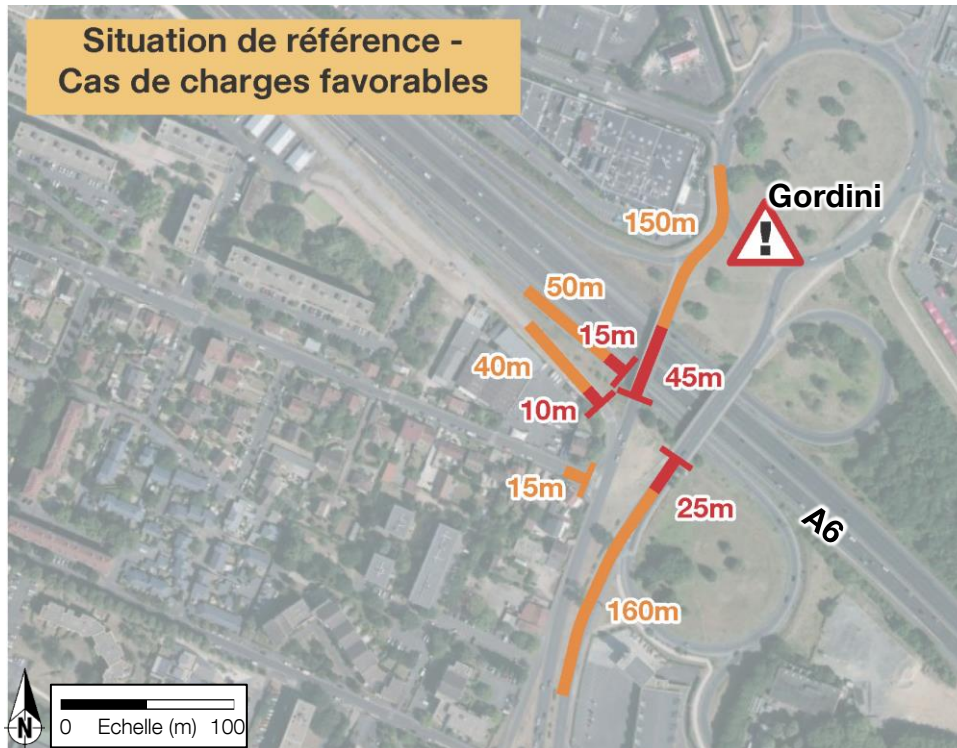 Situation de référence -
Cas de charges favorables
Gordini
!
150m
50m
15m
40m
45m
10m
15m
25m
A6
160m
N
0 Echelle (m) 100